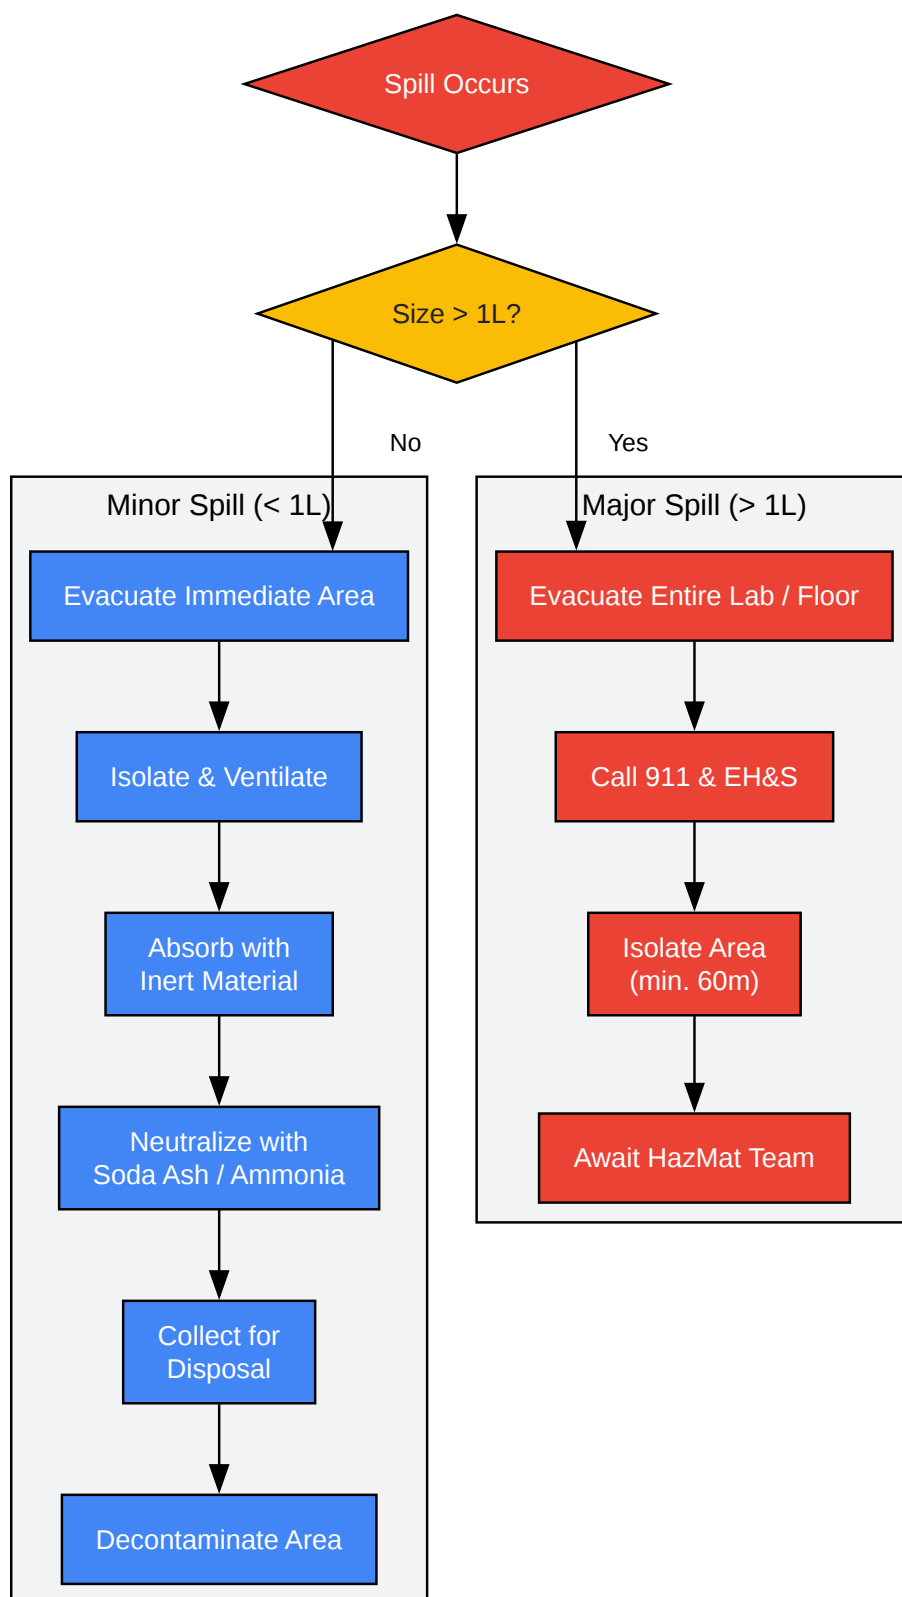 Spill Occurs
Size > 1L?
No
Yes
Minor Spill (< 1L)
Evacuate Immediate Area
Isolate & Ventilate
Absorb with
Inert Material
Neutralize with
Soda Ash / Ammonia
Collect for
Disposal
Decontaminate Area
Major Spill (> 1L)
Evacuate Entire Lab / Floor
Call 911 & EH&S
Isolate Area
(min. 60m)
Await HazMat Team